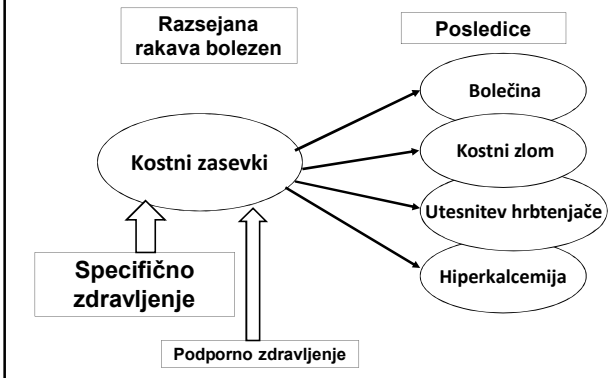 Razsejana
rakava bolezen
Posledice
Bolečina
Kostni zasevki
Kostni zlom
Utesnitev hrbtenjače
Hiperkalcemija
Specifično
zdravljenje
Podporno zdravljenje